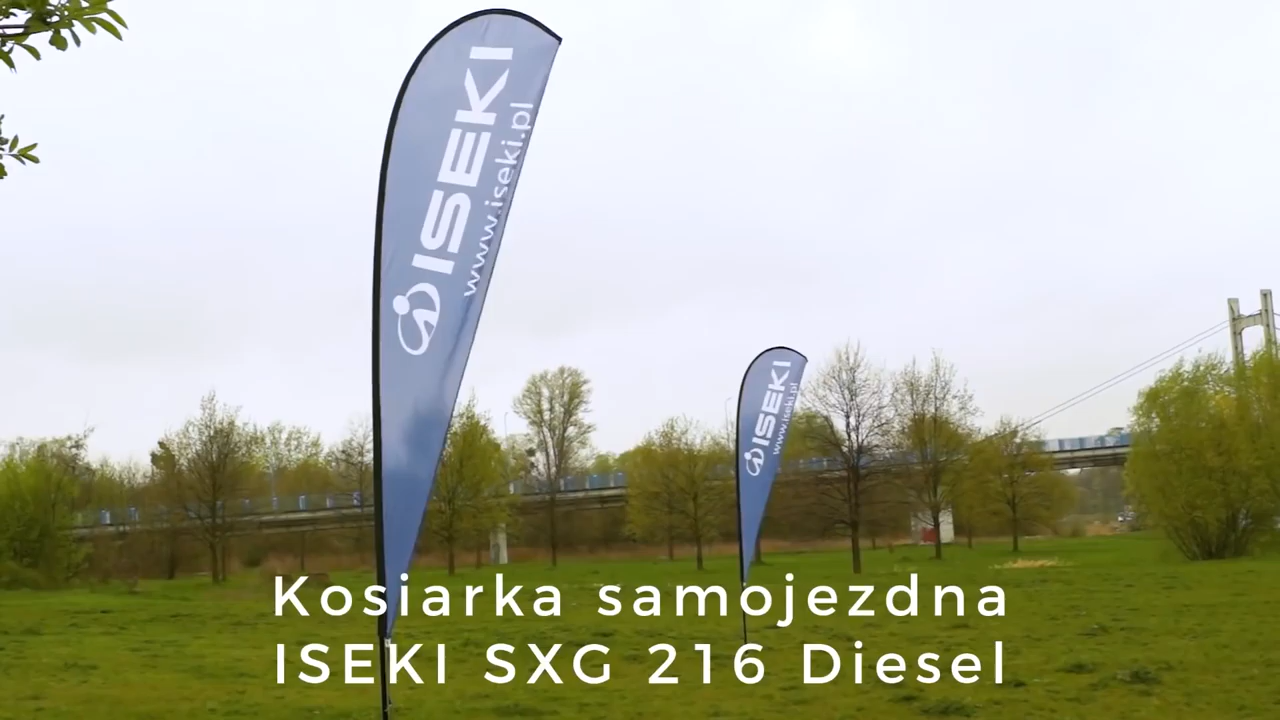 ISEKI
www.iseki.pl
ISEKI
www.iseki.pl
Kosiarka samojezdna
ISEKI SXG 216 Diesel